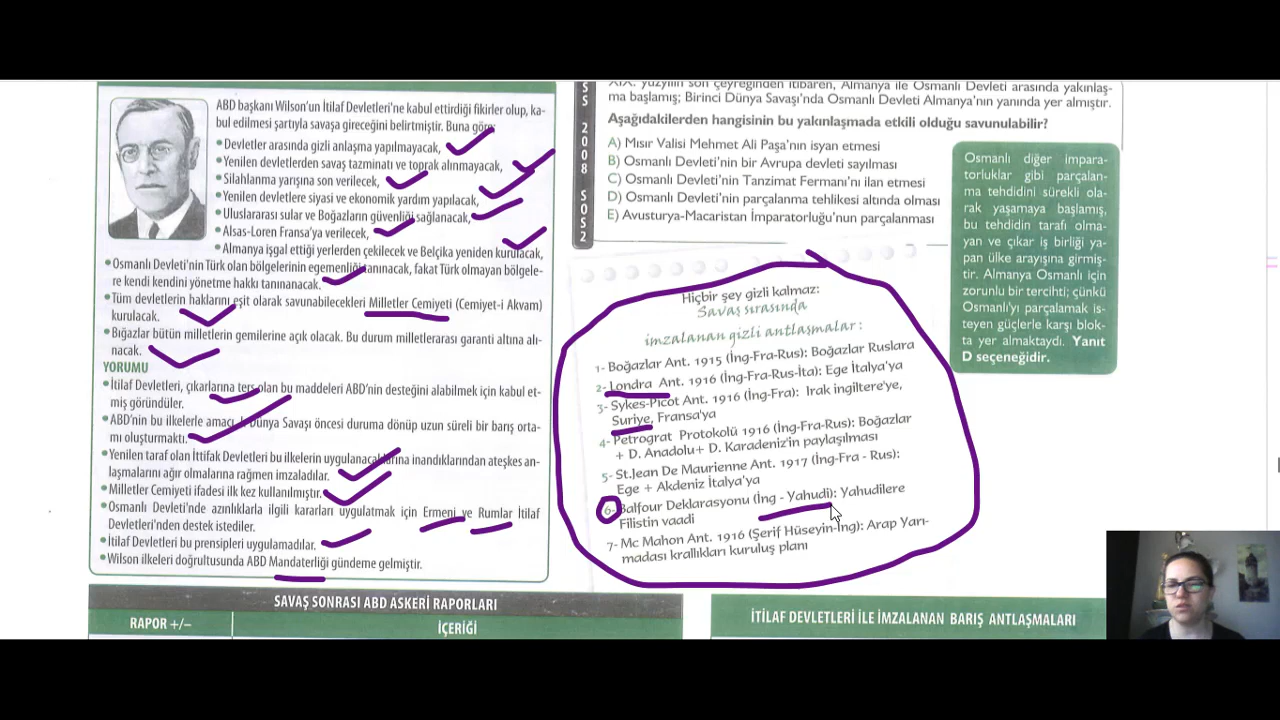 ABD başkanı Wilson'un İtilaf Devletleri'ne kabul ettirdiği fikirler olup, ka-
bul edilmesi şartıyla savaşa gireceğini belirtmiştir. Buna göre;
• Devletler arasında gizli anlaşma yapılmayacak,
• Yenilen devletlerden savaş tazminatı ve toprak alınmayacak,
• Silahlanma yarışına son verilecek,
• Yenilen devletlere siyasi ve ekonomik yardım yapılacak,
• Uluslararası sular ve Boğazların güvenliği sağlanacak,
• Alsas-Loren Fransa'ya verilecek,
• Almanya işgal ettiği yerlerden çekilecek ve Belçika yeniden kurulacak,
• Osmanlı Devleti'nin Türk olan bölgelerinin egemenliği tanınacak, fakat Türk olmayan bölgele-
re kendi kendini yönetme hakkı tanınacak.
• Tüm devletlerin haklarını eşit olarak savunabilecekleri Milletler Cemiyeti (Cemiyet-i Akvam)
kurulacak.
• Bığazlar bütün milletlerin gemilerine açık olacak. Bu durum milletlerarası garanti altına alı-
nacak.
YORUMU
• İtilaf Devletleri, çıkarlarına ters olan bu maddeleri ABD'nin desteğini alabilmek için kabul et-
miş göründüler.
• ABD'nin bu ilkelerle amacı, I. Dünya Savaşı öncesi duruma dönüp uzun süreli bir barış orta-
mı oluşturmaktı.
• Yenilen taraf olan İttifak Devletleri bu ilkelerin uygulanacaklarına inandıklarından ateşkes an-
laşmalarını ağır olmalarına rağmen imzaladılar.
• Milletler Cemiyeti ifadesi ilk kez kullanılmıştır.
• Osmanlı Devleti'nde azınlıklarla ilgili kararları uygulatmak için Ermeni ve Rumlar İtilaf
Devletleri'nden destek istediler.
• İtilaf Devletleri bu prensipleri uygulamadılar.
• Wilson ilkeleri doğrultusunda ABD Mandaterliği gündeme gelmiştir.
SAVAŞ SONRASI ABD ASKERİ RAPORLARI
RAPOR +/− İÇERİĞİ
SS 2008 SOS2
XIX. yüzyılın son çeyreğinden itibaren, Almanya ile Osmanlı Devleti arasında yakınlaş-
ma başlamış; Birinci Dünya Savaşı'nda Osmanlı Devleti Almanya'nın yanında yer almıştır.
Aşağıdakilerden hangisinin bu yakınlaşmada etkili olduğu savunulabilir?
A) Mısır Valisi Mehmet Ali Paşa'nın isyan etmesi
B) Osmanlı Devleti'nin bir Avrupa devleti sayılması
C) Osmanlı Devleti'nin Tanzimat Fermanı'nı ilan etmesi
D) Osmanlı Devleti'nin parçalanma tehlikesi altında olması
E) Avusturya-Macaristan İmparatorluğu'nun parçalanması
Hiçbir şey gizli kalmaz:
Savaş sırasında
imzalanan gizli antlaşmalar :
1- Boğazlar Ant. 1915 (İng-Fra-Rus): Boğazlar Ruslara
2- Londra Ant. 1916 (İng-Fra-Rus-İta): Ege İtalya'ya
3- Sykes-Picot Ant. 1916 (İng-Fra): Irak ingiltere'ye,
Suriye, Fransa'ya
4- Petrograt Protokolü 1916 (İng-Fra-Rus): Boğazlar
+ D. Anadolu+ D. Karadeniz'in paylaşılması
5- St.Jean De Maurienne Ant. 1917 (İng-Fra - Rus):
Ege + Akdeniz İtalya'ya
6- Balfour Deklarasyonu (İng - Yahudi): Yahudilere
Filistin vaadi
7- Mc Mahon Ant. 1916 (Şerif Hüseyin-İng): Arap Yarı-
madası krallıkları kuruluş planı
Osmanlı diğer impara-
torluklar gibi parçalan-
ma tehdidini sürekli ola-
rak yaşamaya başlamış,
bu tehdidin tarafı olma-
yan ve çıkar iş birliği ya-
pan ülke arayışına girmiş-
tir. Almanya Osmanlı için
zorunlu bir tercihti; çünkü
Osmanlı'yı parçalamak is-
teyen güçlerle karşı blok-
ta yer almaktaydı. Yanıt
D seçeneğidir.
İTİLAF DEVLETLERİ İLE İMZALANAN BARIŞ ANTLAŞMALARI